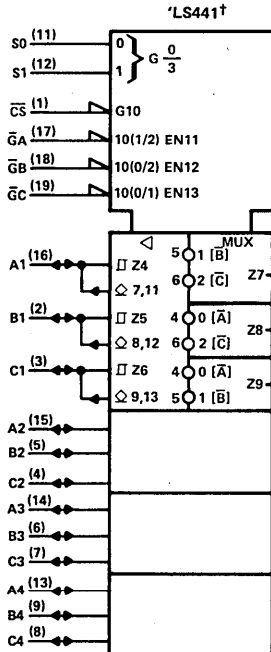 'LS441†
S0 (11) 0
S1 (12) 1 } G 0/3
C̅S̅ (1) G10
G̅A (17) 10(1/2) EN11
G̅B (18) 10(0/2) EN12
G̅C (19) 10(0/1) EN13
◁ MUX
A1 (16) Z4 5 1 [B̅]
7,11 6 2 [C̅] Z7
B1 (2) Z5 4 0 [A̅]
8,12 6 2 [C̅] Z8
C1 (3) Z6 4 0 [A̅]
9,13 5 1 [B̅] Z9
A2 (15)
B2 (5)
C2 (4)
A3 (14)
B3 (6)
C3 (7)
A4 (13)
B4 (9)
C4 (8)